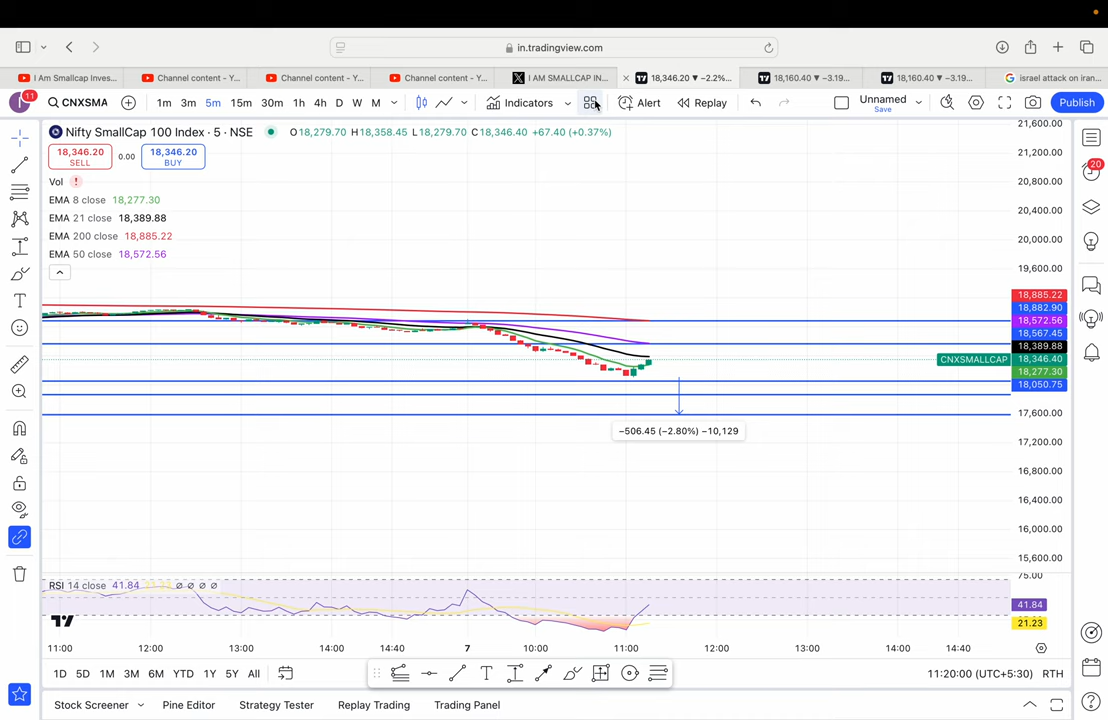 in.tradingview.com
I Am Smallcap Inves...
Channel content - Y...
Channel content - Y...
Channel content - Y...
I AM SMALLCAP IN...
18,346.20 ▼ −2.2%...
18,160.40 ▼ −3.19...
18,160.40 ▼ −3.19...
israel attack on iran...
11
CNXSMA
1m 3m 5m 15m 30m 1h 4h D W M
Indicators
Alert
Replay
Unnamed
Save
Publish
Nifty SmallCap 100 Index · 5 · NSE
O18,279.70 H18,358.45 L18,279.70 C18,346.40 +67.40 (+0.37%)
18,346.20
SELL
0.00
18,346.20
BUY
Vol
EMA 8 close 18,277.30
EMA 21 close 18,389.88
EMA 200 close 18,885.22
EMA 50 close 18,572.56
21,600.00
21,200.00
20,800.00
20,400.00
20,000.00
19,600.00
18,885.22
18,882.90
18,572.56
18,567.45
18,389.88
CNXSMALLCAP 18,346.40
18,277.30
18,050.75
17,600.00
17,200.00
16,800.00
16,400.00
16,000.00
15,600.00
−506.45 (−2.80%) −10,129
20
RSI 14 close 41.84
75.00
41.84
21.23
11:00 12:00 13:00 14:00 14:40 7 10:00 11:00 12:00 13:00 14:00 14:40
1D 5D 1M 3M 6M YTD 1Y 5Y All
11:20:00 (UTC+5:30) RTH
Stock Screener
Pine Editor
Strategy Tester
Replay Trading
Trading Panel